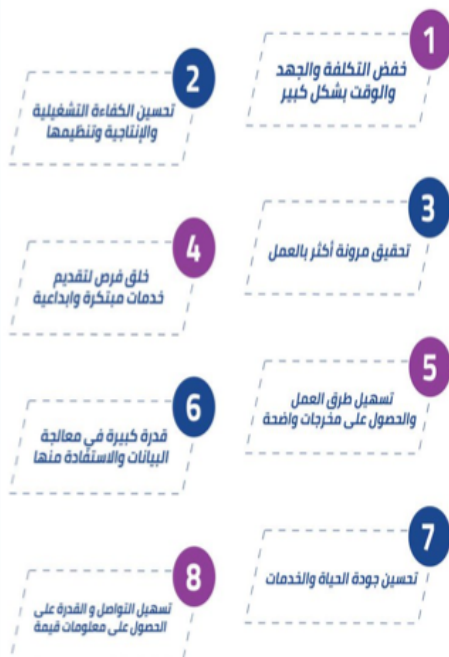 1
خفض التكلفة والجهد
والوقت بشكل كبير
2
تحسين الكفاءة التشغيلية
والإنتاجية وتنظيمها
3
تحقيق مرونة أكثر بالعمل
4
خلق فرص لتقديم
خدمات مبتكرة وابداعية
5
تسهيل طرق العمل
والحصول على مخرجات واضحة
6
قدرة كبيرة في معالجة
البيانات والاستفادة منها
7
تحسين جودة الحياة والخدمات
8
تسهيل التواصل و القدرة على
الحصول على معلومات قيمة